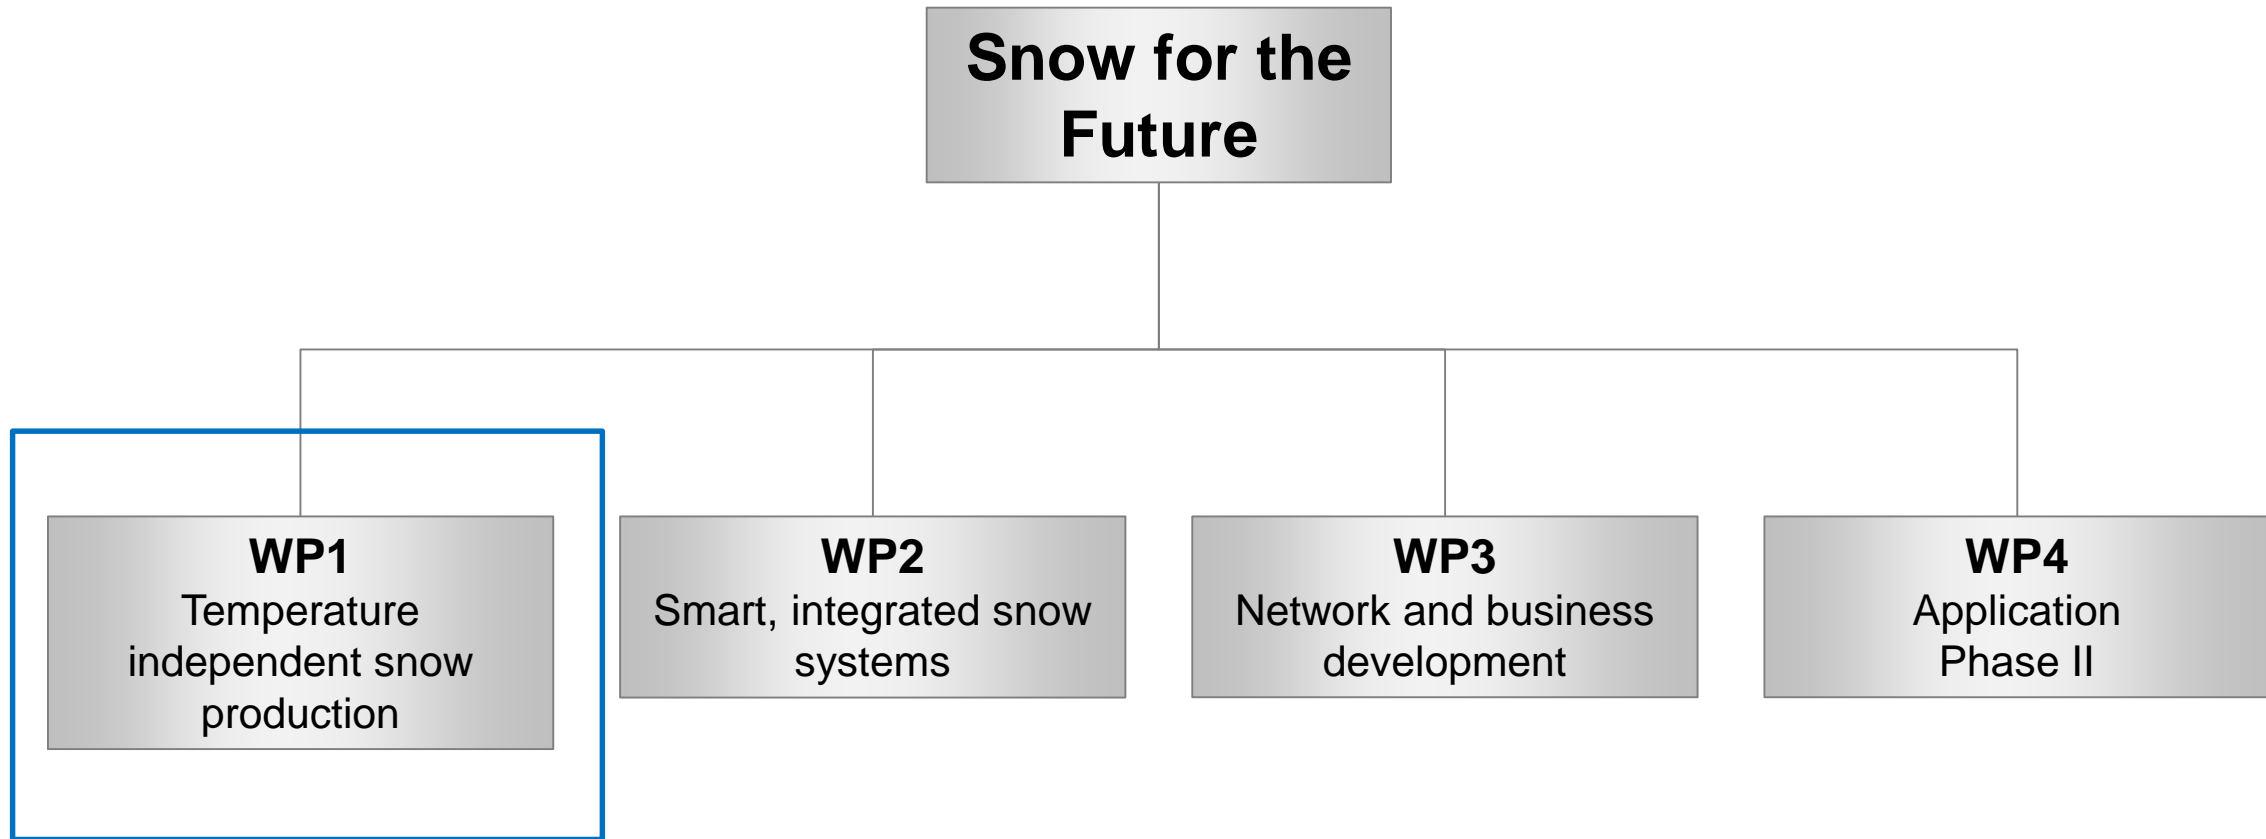 Snow for the
Future
WP1
Temperature
independent snow
production
WP2
Smart, integrated snow
systems
WP3
Network and business
development
WP4
Application
Phase II